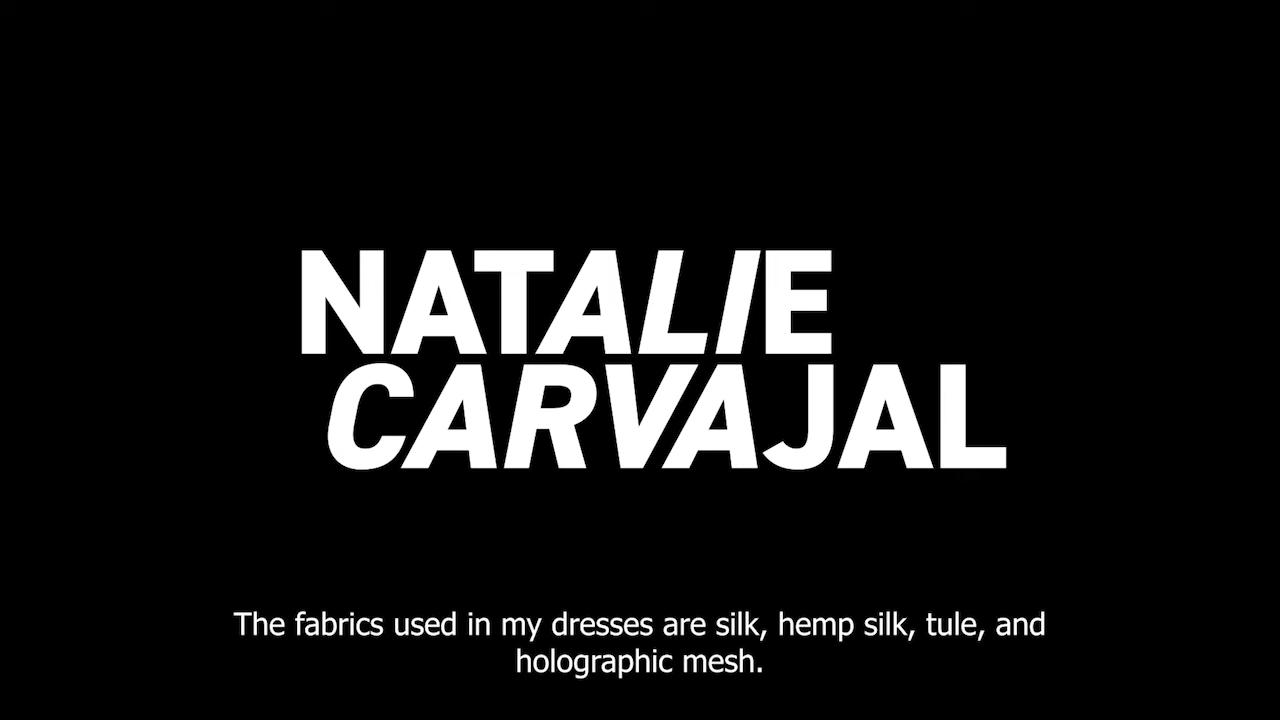 NATALIE
CARVAJAL
The fabrics used in my dresses are silk, hemp silk, tule, and
holographic mesh.